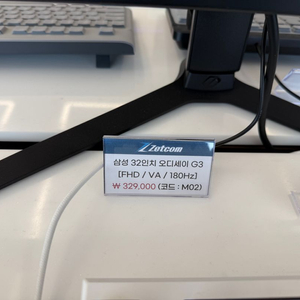 Zotcom
삼성 32인치 오디세이 G3
[FHD / VA / 180Hz]
₩ 329,000 (코드 : M02)